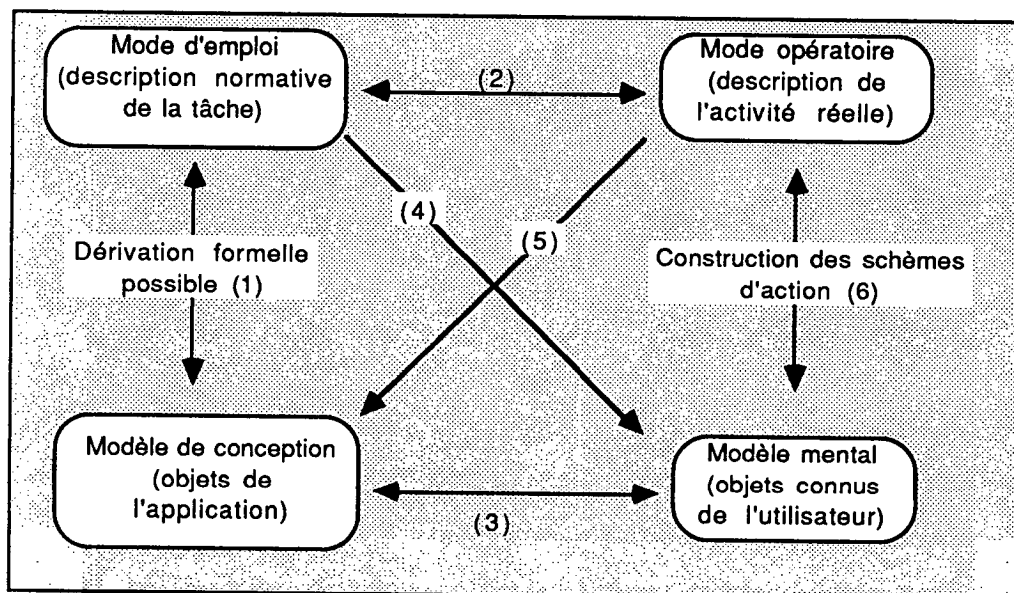 Mode d'emploi
(description normative
de la tâche)
(2)
Mode opératoire
(description de
l'activité réelle)
(4)
(5)
Dérivation formelle
possible (1)
Construction des schèmes
d'action (6)
Modèle de conception
(objets de
l'application)
(3)
Modèle mental
(objets connus
de l'utilisateur)